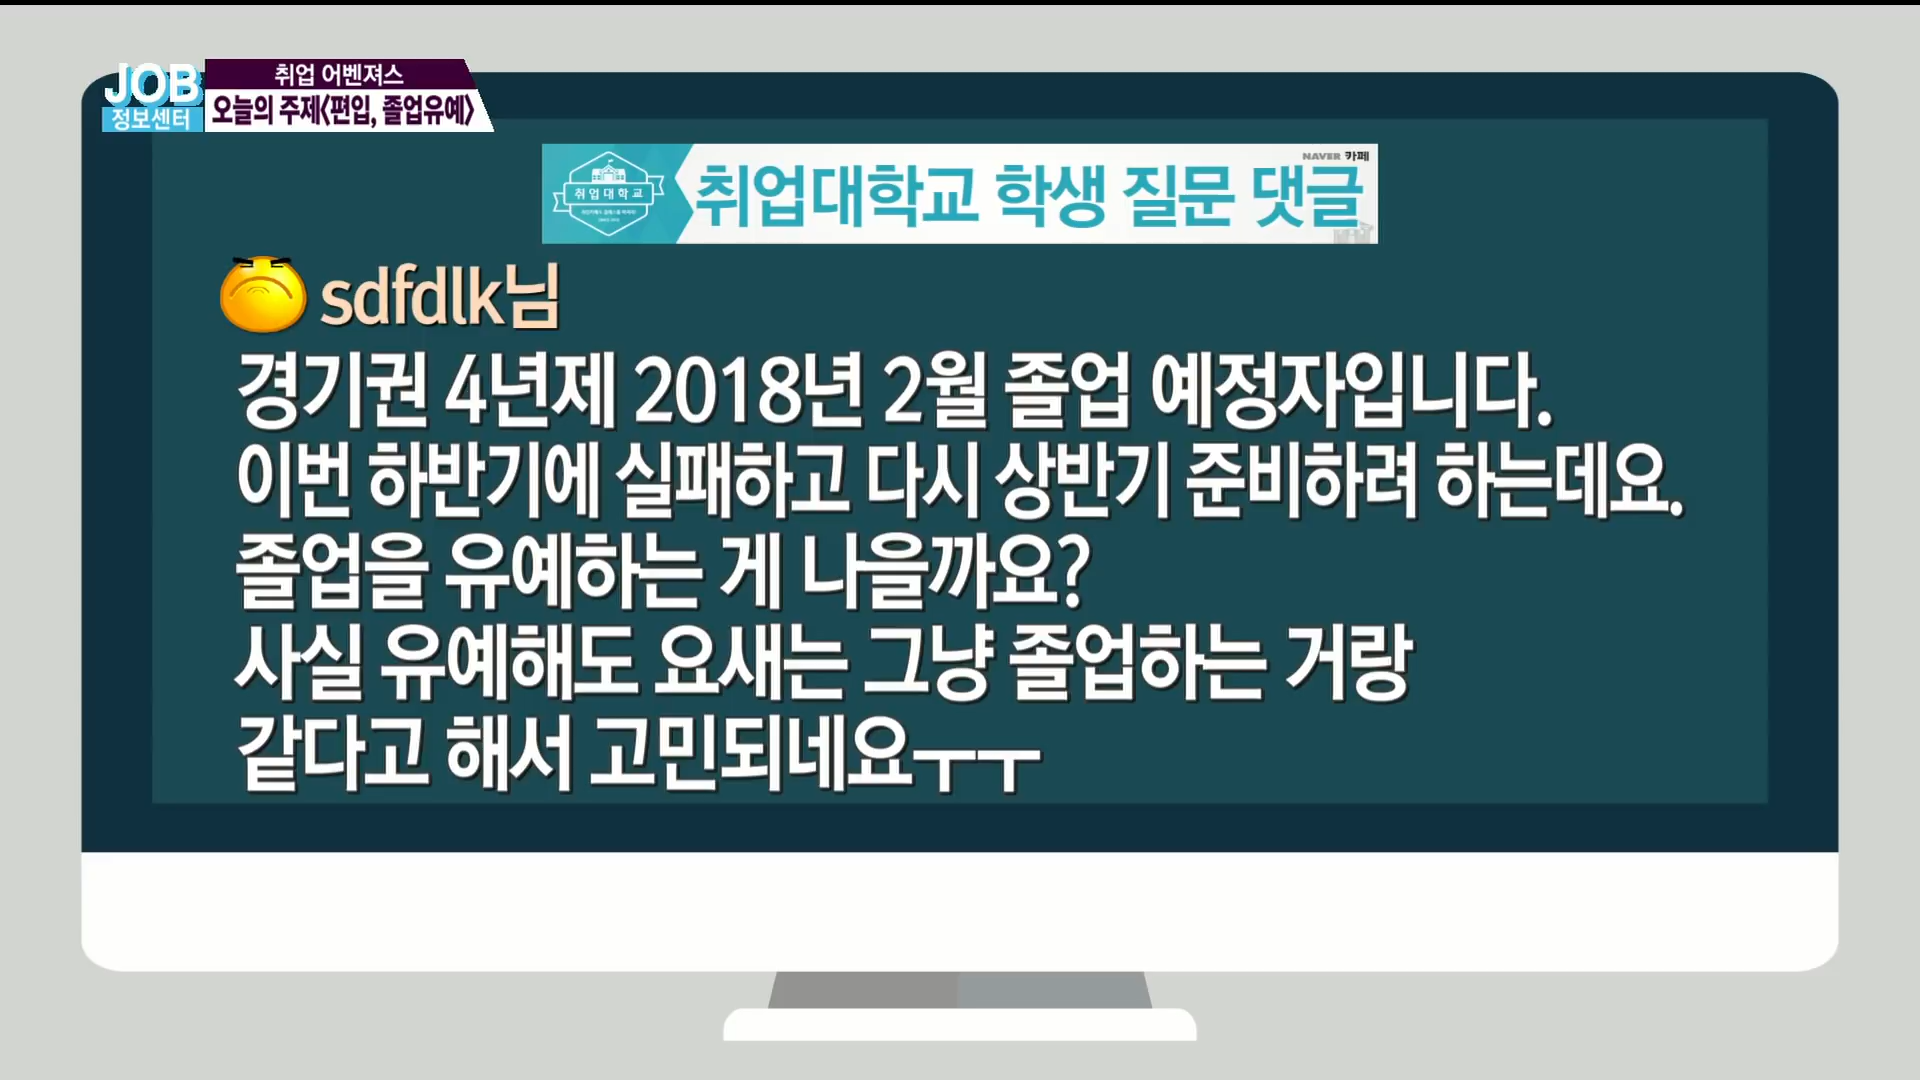 JOB
정보센터
취업 어벤져스
오늘의 주제<편입, 졸업유예>
NAVER 카페
취업대학교
취업대학교 학생 질문 댓글
sdfdlk님
경기권 4년제 2018년 2월 졸업 예정자입니다.
이번 하반기에 실패하고 다시 상반기 준비하려 하는데요.
졸업을 유예하는 게 나을까요?
사실 유예해도 요새는 그냥 졸업하는 거랑
같다고 해서 고민되네요ㅜㅜ